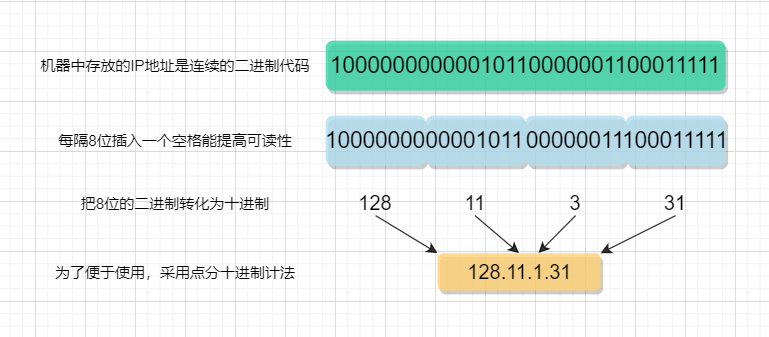 机器中存放的IP地址是连续的二进制代码
10000000000010110000001100011111
每隔8位插入一个空格能提高可读性
10000000 00001011 00000011 00011111
把8位的二进制转化为十进制
128 11 3 31
为了便于使用，采用点分十进制计法
128.11.1.31